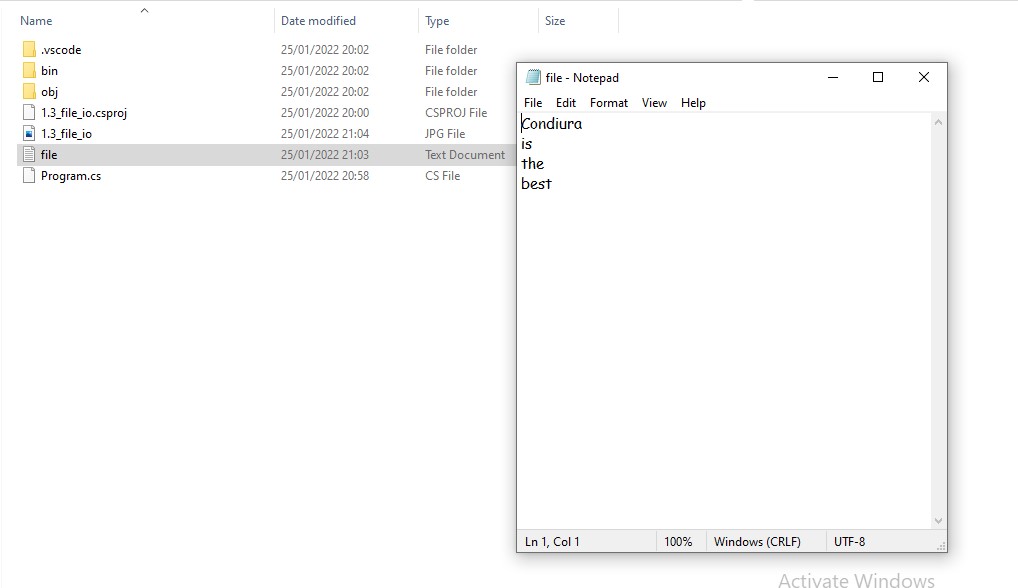 Name Date modified Type Size
.vscode 25/01/2022 20:02 File folder
bin 25/01/2022 20:02 File folder
obj 25/01/2022 20:02 File folder
1.3_file_io.csproj 25/01/2022 20:00 CSPROJ File
1.3_file_io 25/01/2022 21:04 JPG File
file 25/01/2022 21:03 Text Document
Program.cs 25/01/2022 20:58 CS File
file - Notepad
File Edit Format View Help
Condiura
is
the
best
Ln 1, Col 1 100% Windows (CRLF) UTF-8
Activate Windows